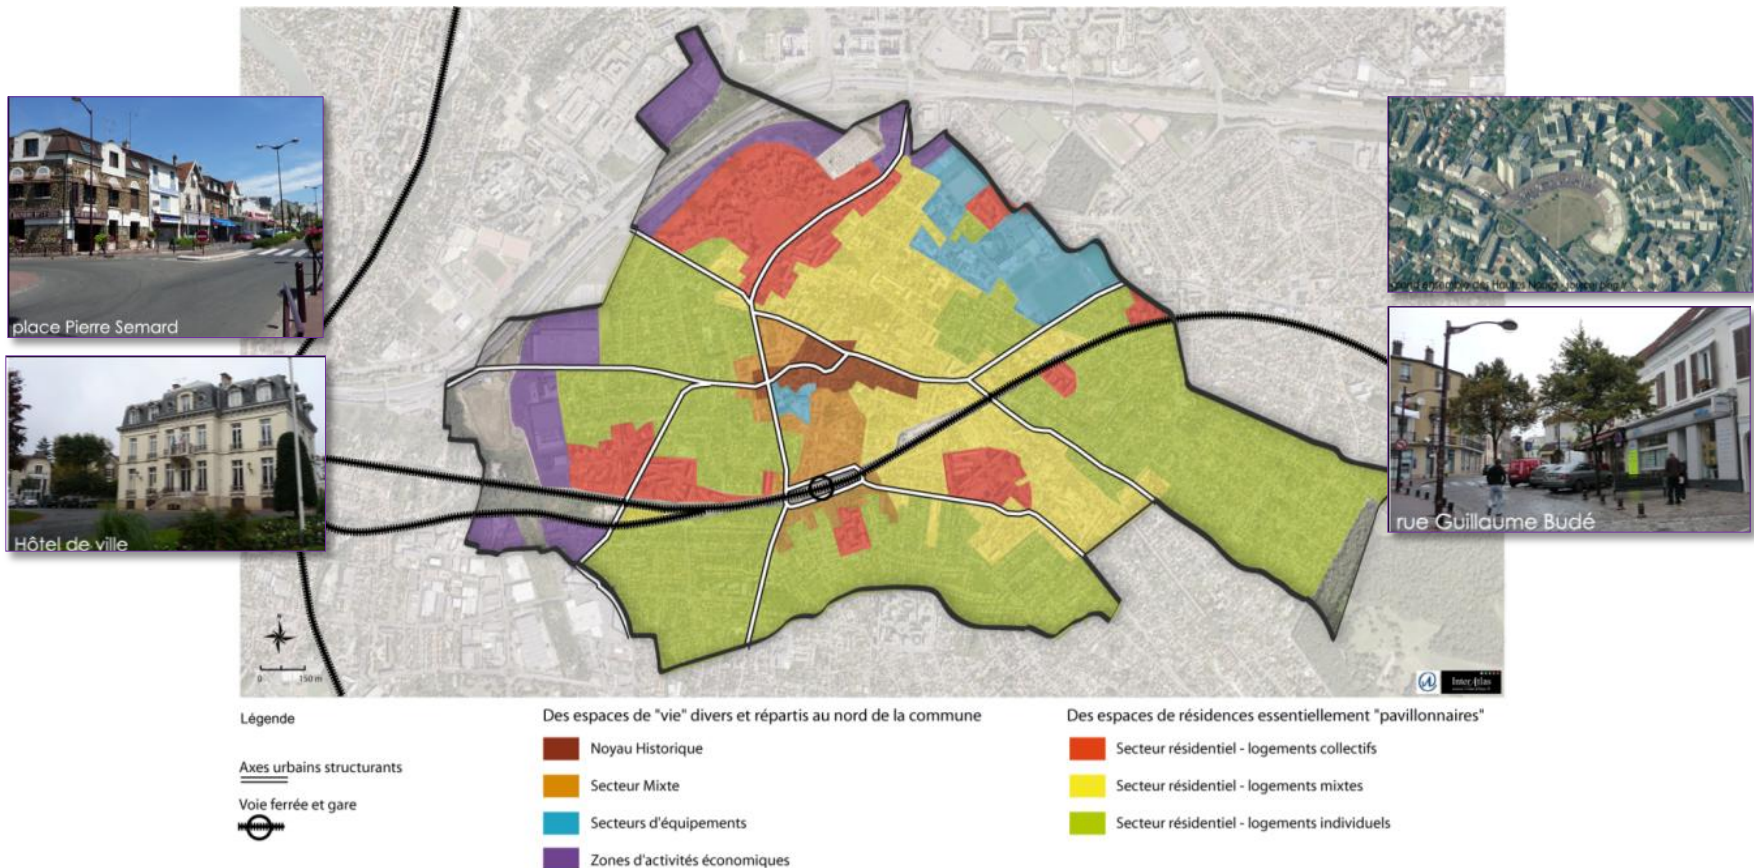 place Pierre Semard
Hôtel de ville
rue Guillaume Budé
N
0 150 m
InterAtlas
Légende
Axes urbains structurants
Voie ferrée et gare
Des espaces de "vie" divers et répartis au nord de la commune
Noyau Historique
Secteur Mixte
Secteurs d'équipements
Zones d'activités économiques
Des espaces de résidences essentiellement "pavillonnaires"
Secteur résidentiel - logements collectifs
Secteur résidentiel - logements mixtes
Secteur résidentiel - logements individuels